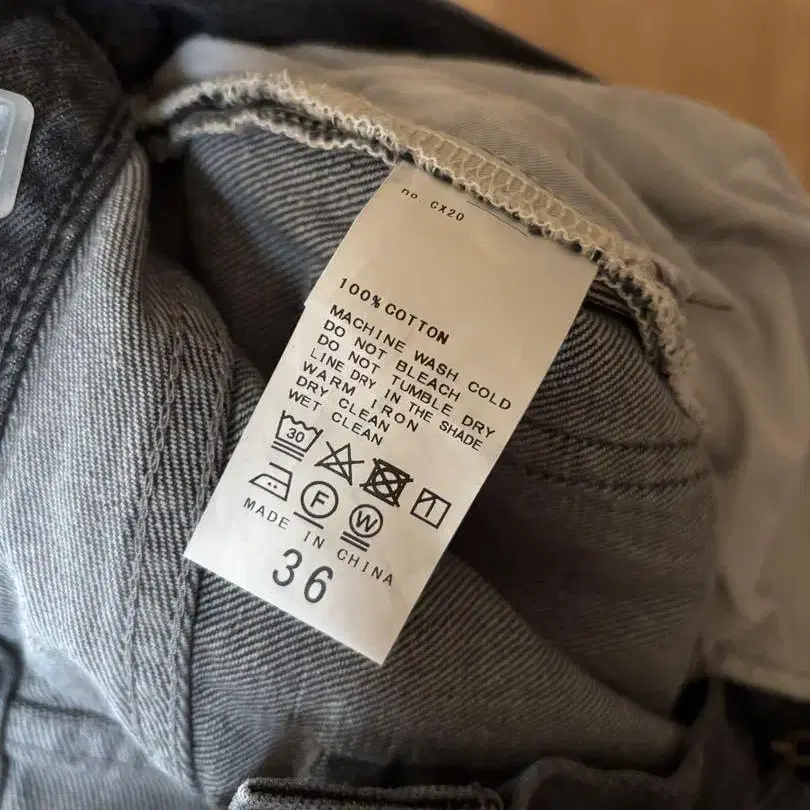 no CX20
100% COTTON
MACHINE WASH COLD
DO NOT BLEACH
DO NOT TUMBLE DRY
LINE DRY IN THE SHADE
WARM IRON
DRY CLEAN
WET CLEAN
30
F W
MADE IN CHINA
36